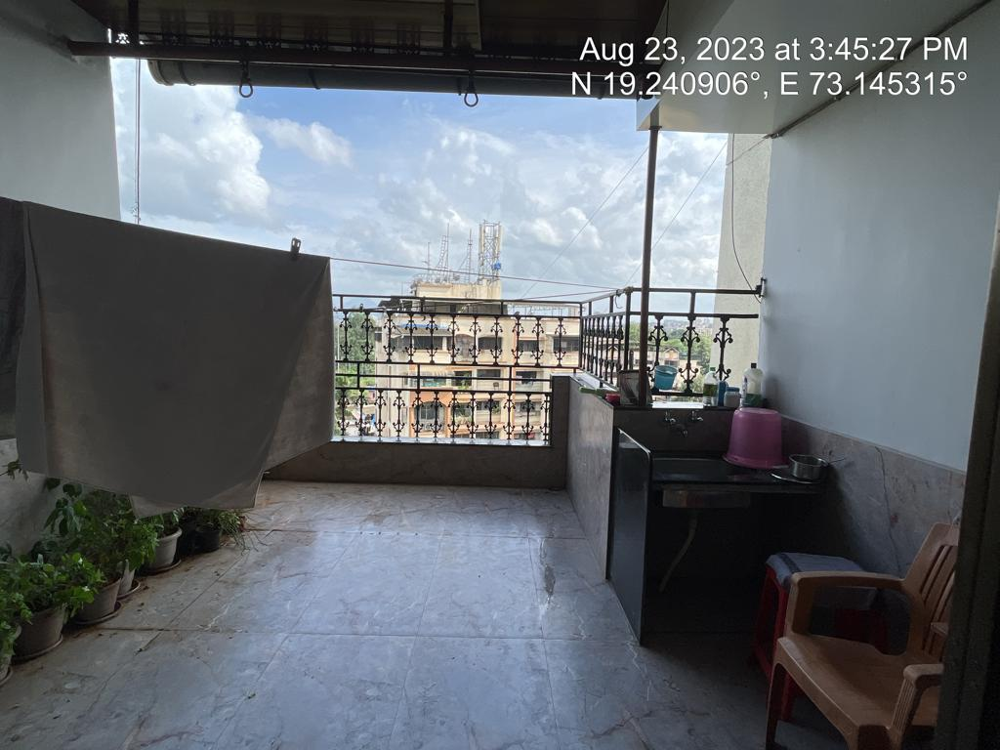 Aug 23, 2023 at 3:45:27 PM
N 19.240906°, E 73.145315°